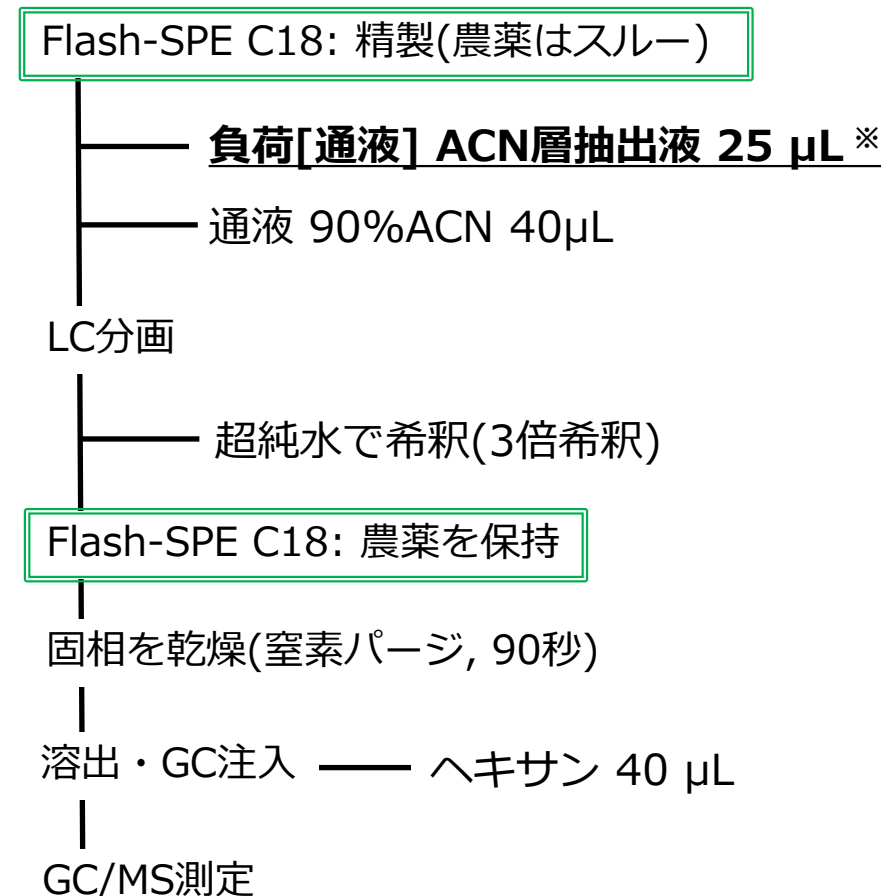 Flash-SPE C18: 精製(農薬はスルー)
負荷[通液] ACN層抽出液 25 μL ※
通液 90%ACN 40μL
LC分画
超純水で希釈(3倍希釈)
Flash-SPE C18: 農薬を保持
固相を乾燥(窒素パージ, 90秒)
溶出・GC注入 ヘキサン 40 μL
GC/MS測定